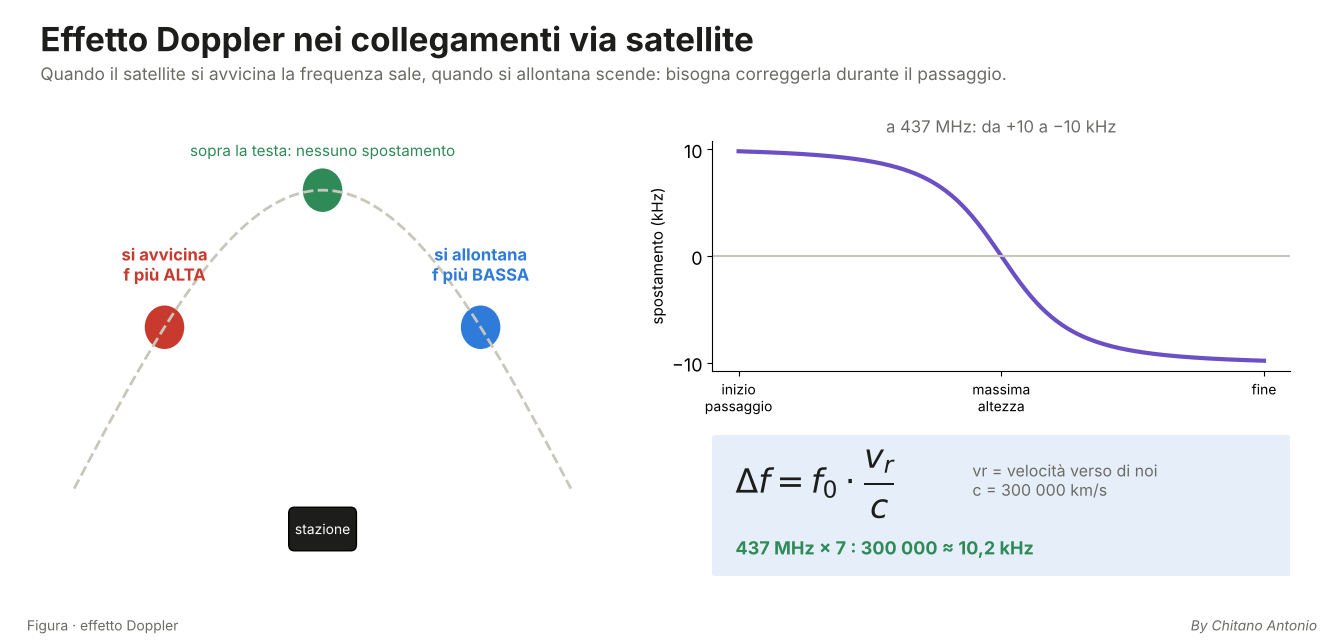 Effetto Doppler nei collegamenti via satellite
Quando il satellite si avvicina la frequenza sale, quando si allontana scende: bisogna correggerla durante il passaggio.
sopra la testa: nessuno spostamento
si avvicina
f più ALTA
si allontana
f più BASSA
stazione
a 437 MHz: da +10 a −10 kHz
spostamento (kHz)
10
0
−10
inizio
passaggio
massima
altezza
fine
Δf = f₀ · vᵣ/c
vr = velocità verso di noi
c = 300 000 km/s
437 MHz × 7 : 300 000 ≈ 10,2 kHz
Figura · effetto Doppler
By Chitano Antonio